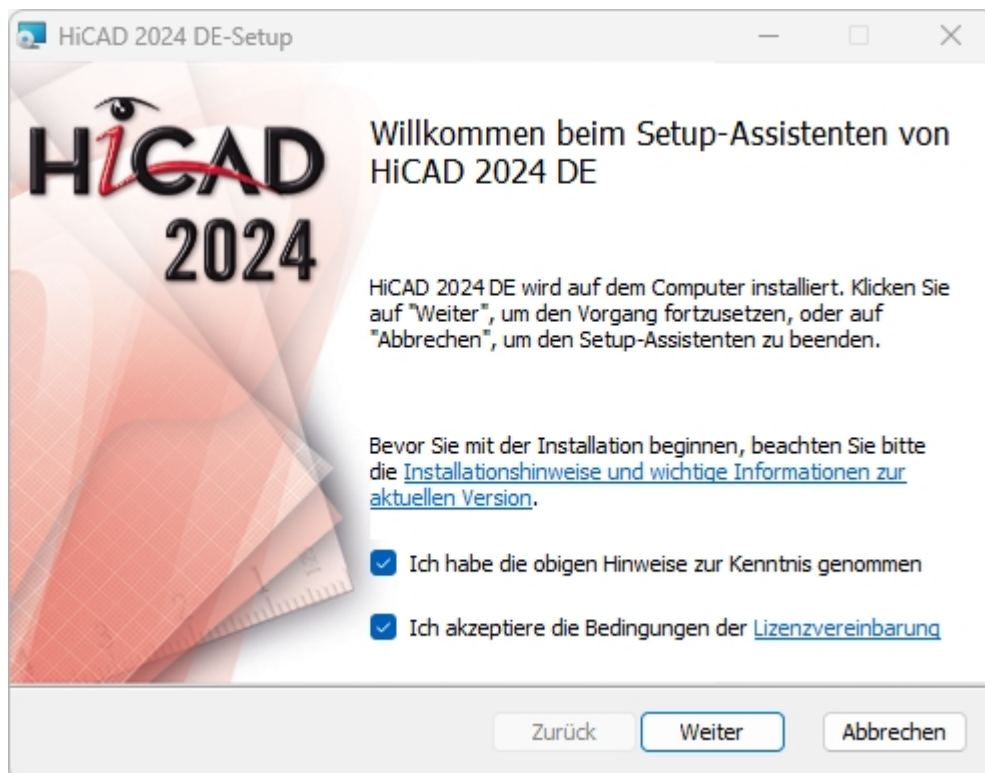 HiCAD 2024 DE-Setup
HiCAD
2024
Willkommen beim Setup-Assistenten von
HiCAD 2024 DE
HiCAD 2024 DE wird auf dem Computer installiert. Klicken Sie
auf "Weiter", um den Vorgang fortzusetzen, oder auf
"Abbrechen", um den Setup-Assistenten zu beenden.
Bevor Sie mit der Installation beginnen, beachten Sie bitte
die Installationshinweise und wichtige Informationen zur
aktuellen Version.
Ich habe die obigen Hinweise zur Kenntnis genommen
Ich akzeptiere die Bedingungen der Lizenzvereinbarung
Zurück Weiter Abbrechen